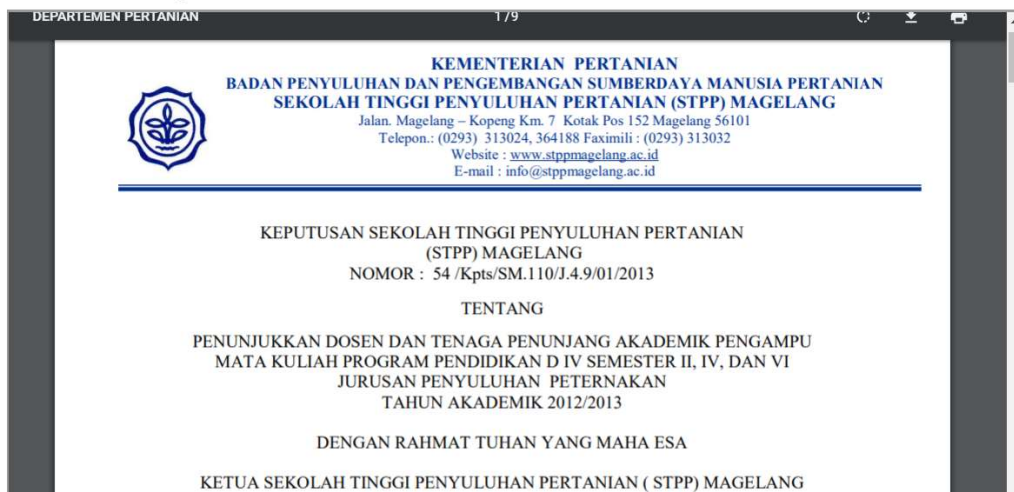 DEPARTEMEN PERTANIAN 1 / 9
KEMENTERIAN PERTANIAN
BADAN PENYULUHAN DAN PENGEMBANGAN SUMBERDAYA MANUSIA PERTANIAN
SEKOLAH TINGGI PENYULUHAN PERTANIAN (STPP) MAGELANG
Jalan. Magelang – Kopeng Km. 7 Kotak Pos 152 Magelang 56101
Telepon.: (0293) 313024, 364188 Faximili : (0293) 313032
Website : www.stppmagelang.ac.id
E-mail : info@stppmagelang.ac.id
KEPUTUSAN SEKOLAH TINGGI PENYULUHAN PERTANIAN
(STPP) MAGELANG
NOMOR : 54 /Kpts/SM.110/J.4.9/01/2013
TENTANG
PENUNJUKKAN DOSEN DAN TENAGA PENUNJANG AKADEMIK PENGAMPU
MATA KULIAH PROGRAM PENDIDIKAN D IV SEMESTER II, IV, DAN VI
JURUSAN PENYULUHAN PETERNAKAN
TAHUN AKADEMIK 2012/2013
DENGAN RAHMAT TUHAN YANG MAHA ESA
KETUA SEKOLAH TINGGI PENYULUHAN PERTANIAN ( STPP) MAGELANG